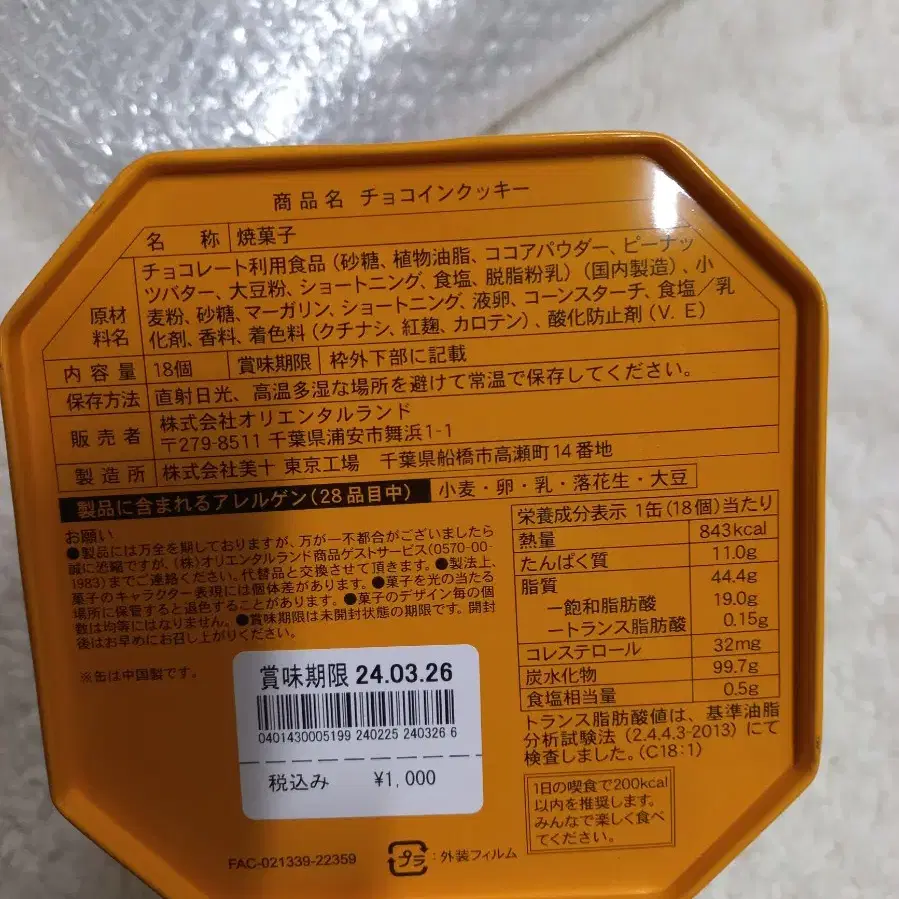 商品名 チョコインクッキー
名 称 焼菓子
原材料名 チョコレート利用食品（砂糖、植物油脂、ココアパウダー、ピーナッ
ツバター、大豆粉、ショートニング、食塩、脱脂粉乳）（国内製造）、小
麦粉、砂糖、マーガリン、ショートニング、液卵、コーンスターチ、食塩／乳
化剤、香料、着色料（クチナシ、紅麹、カロテン）、酸化防止剤（V.E）
内容量 18個 賞味期限 枠外下部に記載
保存方法 直射日光、高温多湿な場所を避けて常温で保存してください。
販売者 株式会社オリエンタルランド
〒279-8511 千葉県浦安市舞浜1-1
製造所 株式会社美十 東京工場 千葉県船橋市高瀬町14番地
製品に含まれるアレルゲン（28品目中） 小麦・卵・乳・落花生・大豆
お願い
●製品には万全を期しておりますが、万が一不都合がございましたら
誠に恐縮ですが、（株）オリエンタルランド商品ゲストサービス（0570-00-
1983）までご連絡ください。代替品と交換させて頂きます。●製法上、
菓子のキャラクター表現には個体差があります。●菓子を光の当たる
場所に保管すると退色することがあります。●菓子のデザイン毎の個
数は均等にはなりません。●賞味期限は未開封状態の期限です。開封
後はお早めにお召し上がりください。
※缶は中国製です。
栄養成分表示 1缶（18個）当たり
熱量 843kcal
たんぱく質 11.0g
脂質 44.4g
ー飽和脂肪酸 19.0g
ートランス脂肪酸 0.15g
コレステロール 32mg
炭水化物 99.7g
食塩相当量 0.5g
トランス脂肪酸値は、基準油脂
分析試験法（2.4.4.3-2013）にて
検査しました。（C18：1）
1日の喫食で200kcal
以内を推奨します。
みんなで楽しく食べ
てください。
賞味期限 24.03.26
0401430005199 240225 240326 6
税込み ¥1,000
FAC-021339-22359
プラ：外装フィルム